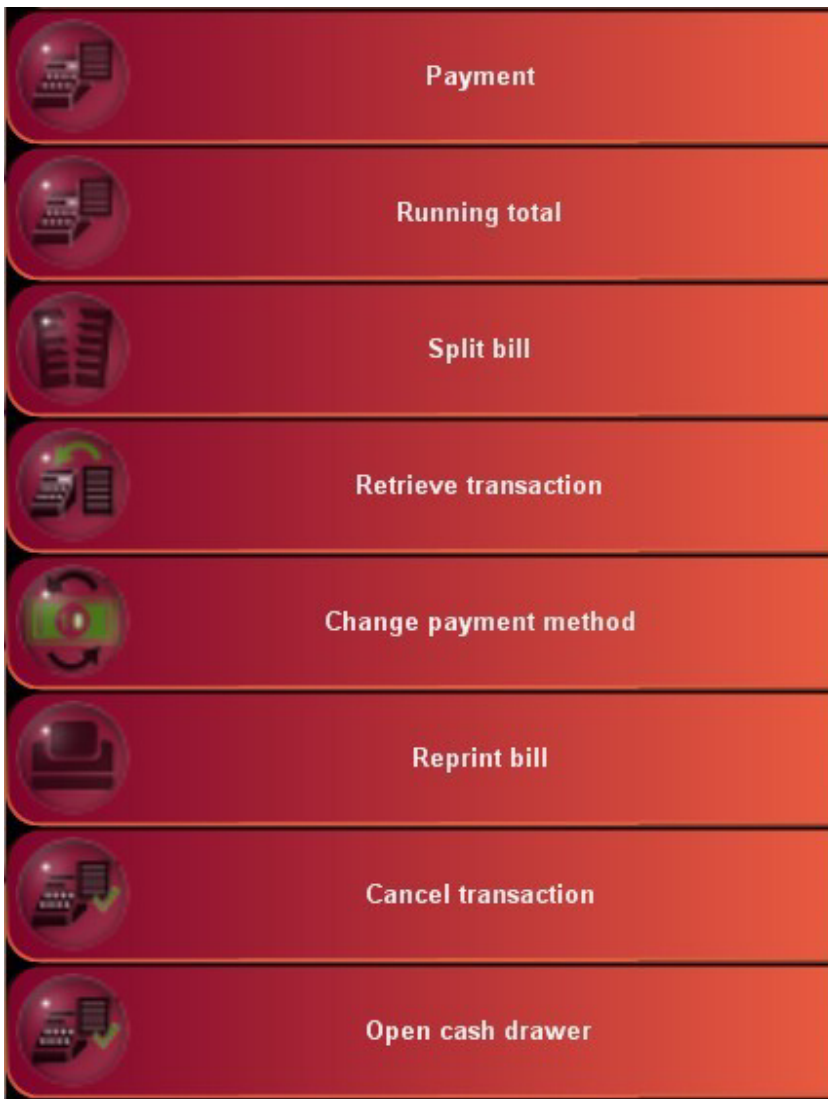 Payment
Running total
Split bill
Retrieve transaction
Change payment method
Reprint bill
Cancel transaction
Open cash drawer